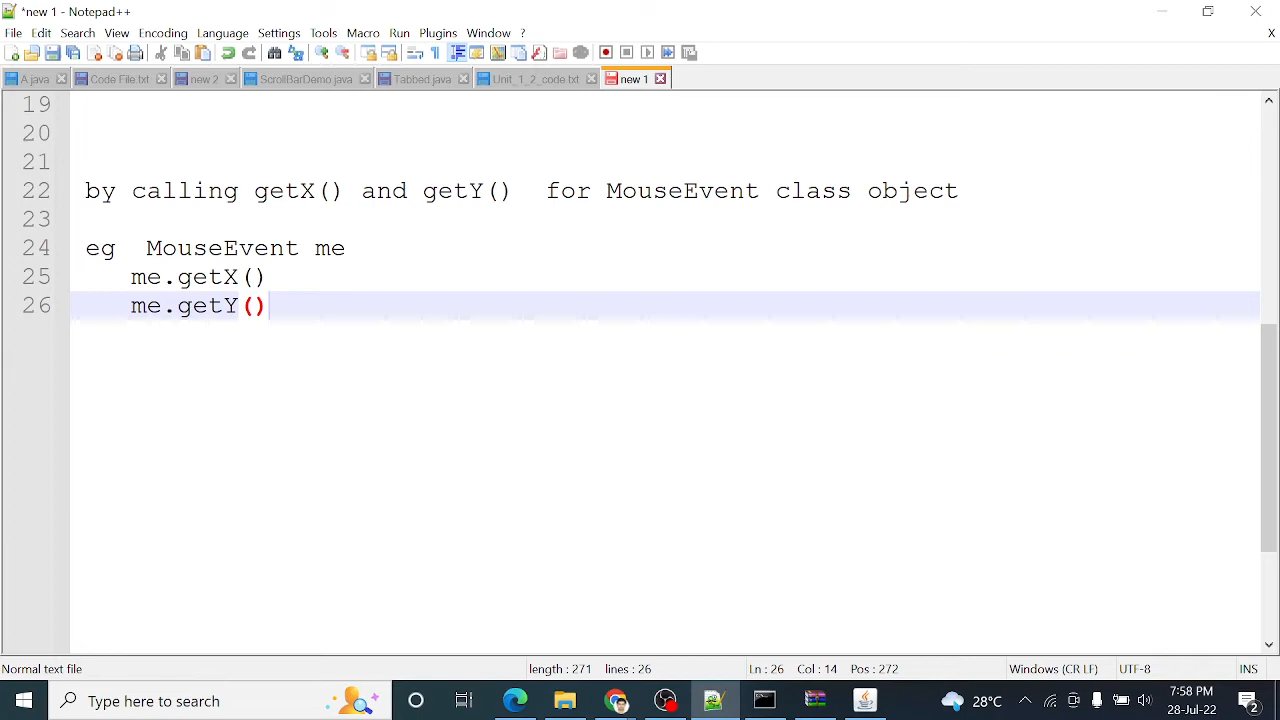 *new 1 - Notepad++
File Edit Search View Encoding Language Settings Tools Macro Run Plugins Window ? X
A.java Code File.txt new 2 ScrollBarDemo.java Tabbed.java Unit_1_2_code.txt new 1
19
20
21
22 by calling getX() and getY()  for MouseEvent class object
23
24 eg  MouseEvent me
25 me.getX()
26 me.getY()
Normal text file length : 271 lines : 26 Ln : 26 Col : 14 Pos : 272 Windows (CR LF) UTF-8 INS
Type here to search 28°C 7:58 PM
28-Jul-22 2